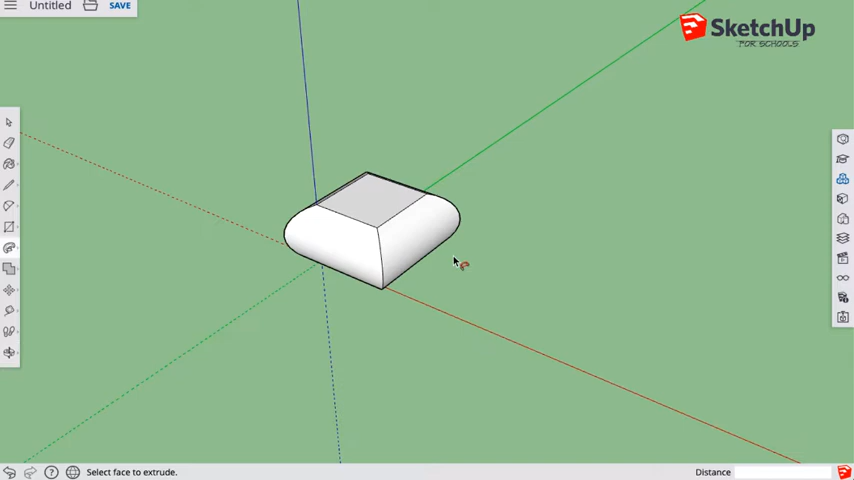 Untitled
SAVE
SketchUp
FOR SCHOOLS
Select face to extrude.
Distance